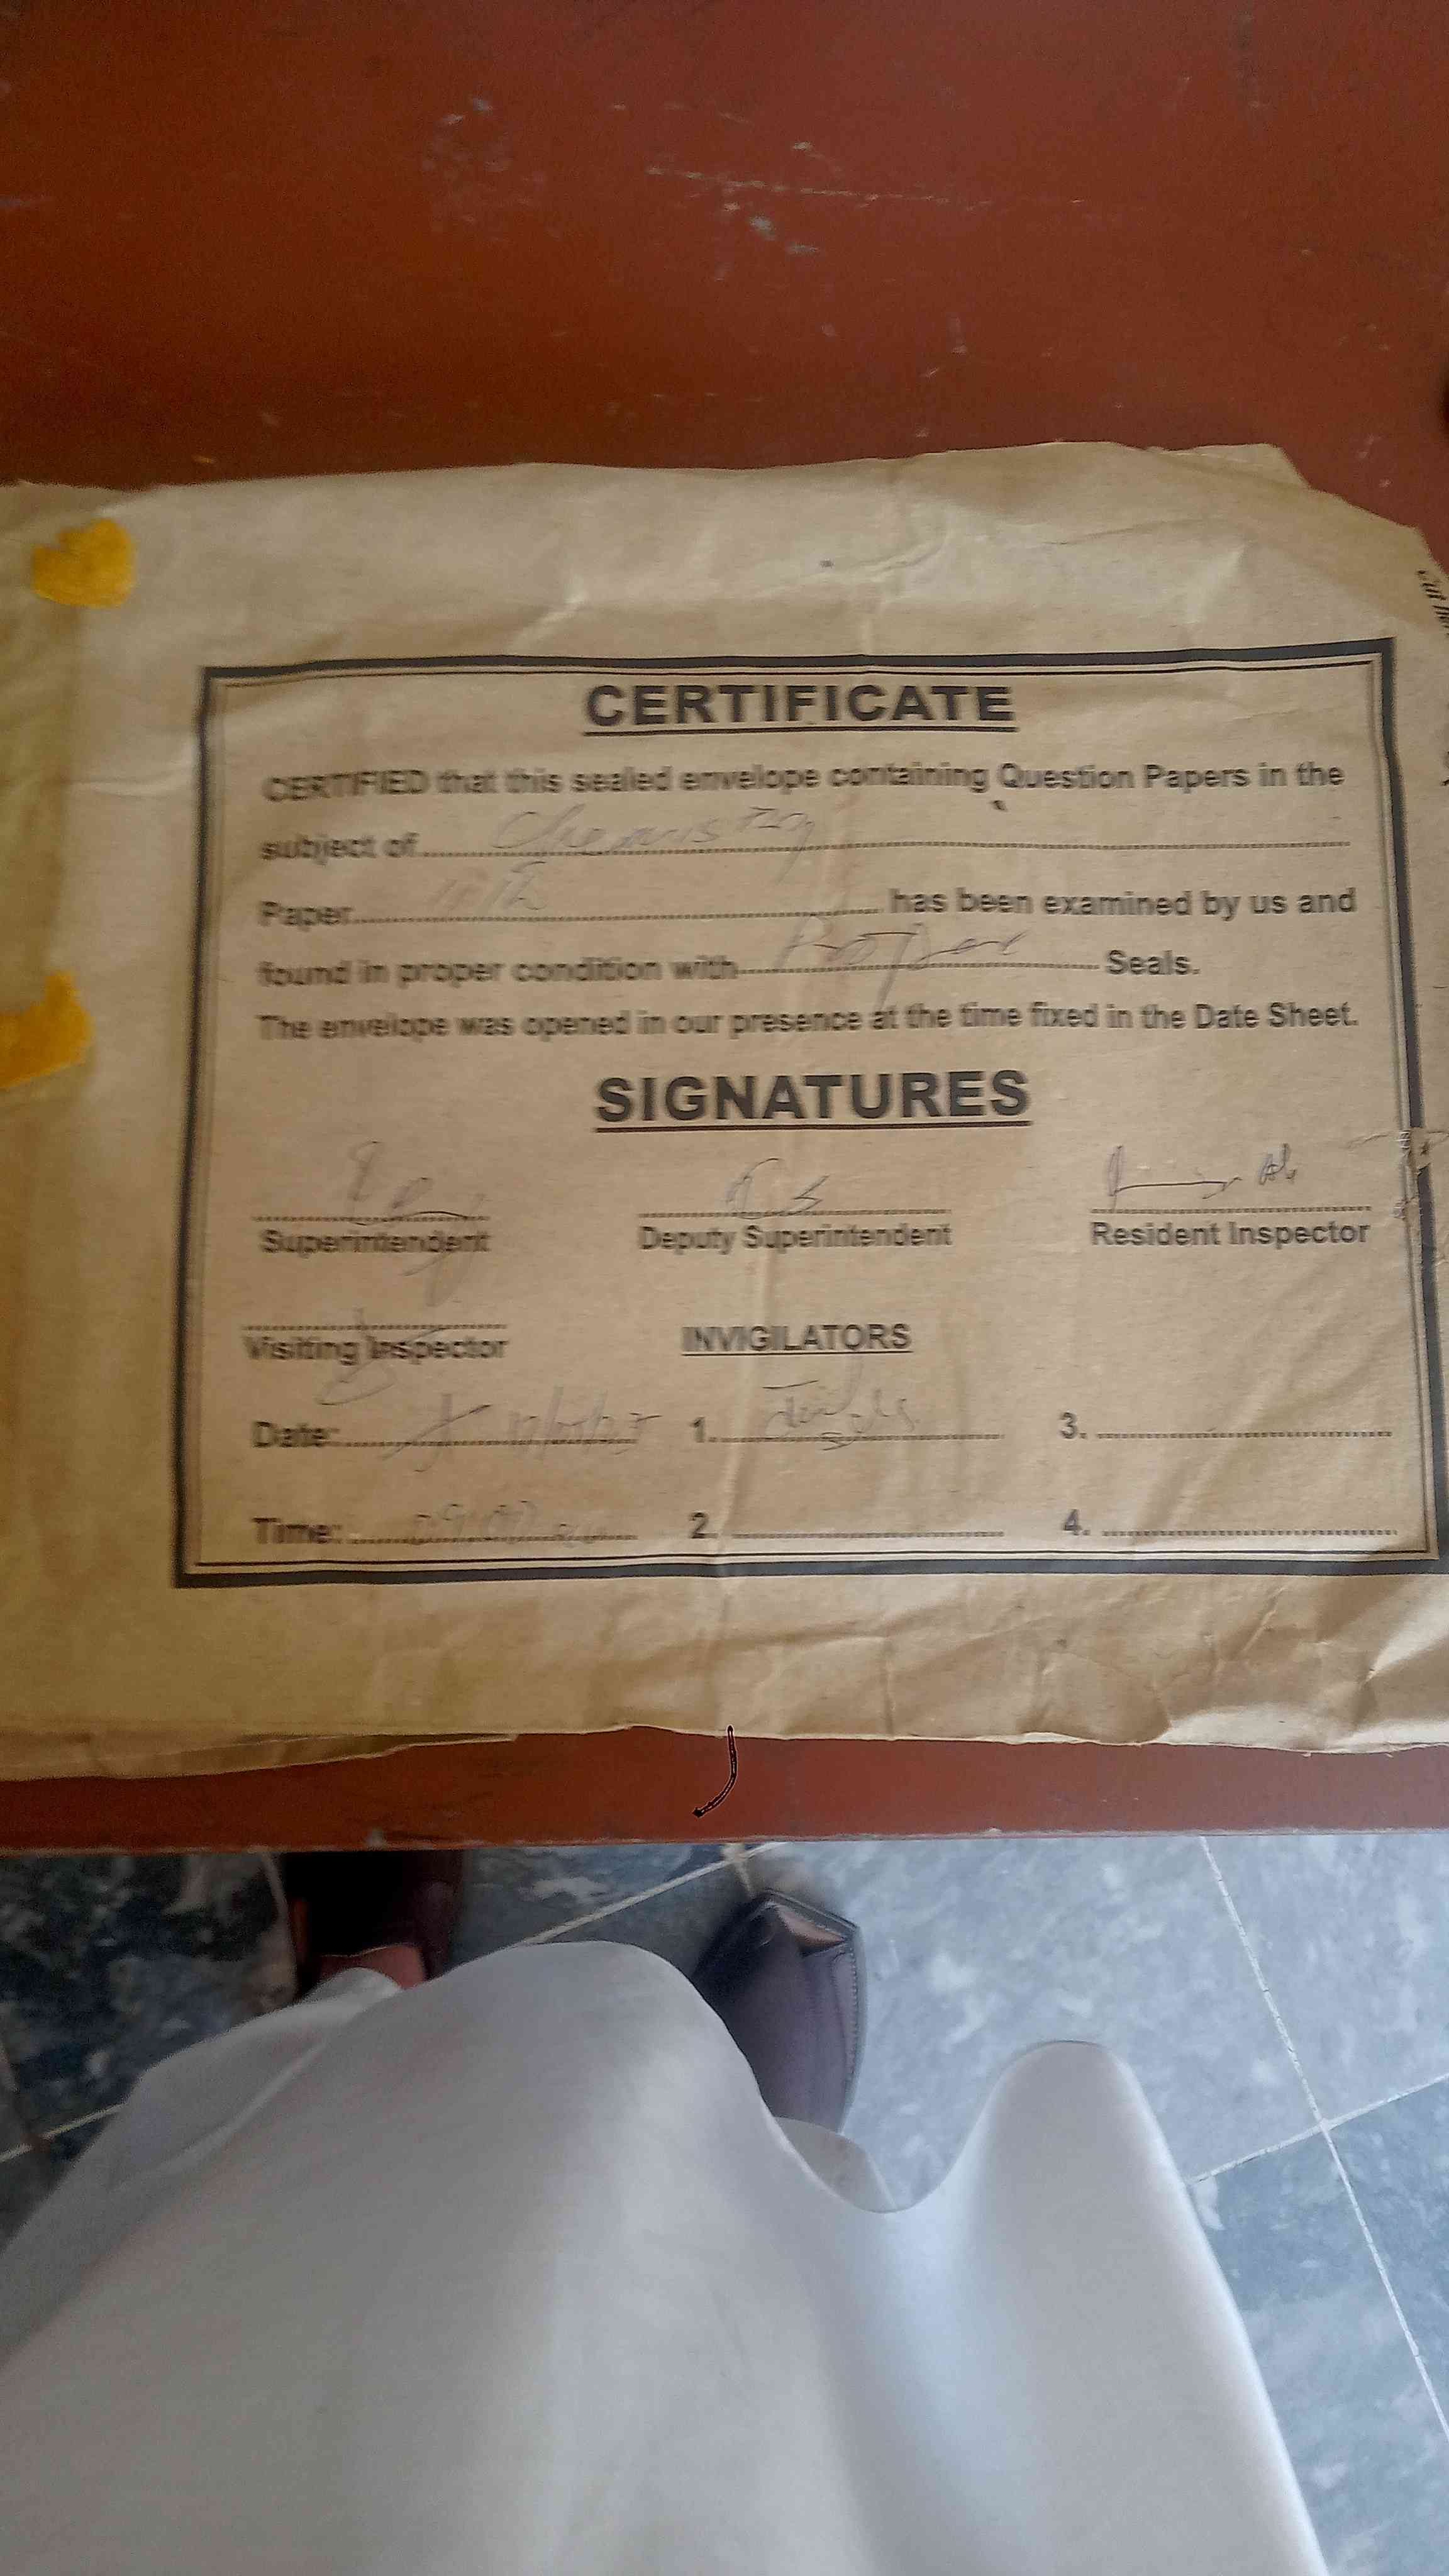 CERTIFICATE
CERTIFIED that this sealed envelope containing Question Papers in the
subject of Chemistry
Paper 11th has been examined by us and
found in proper condition with Proper Seals.
The envelope was opened in our presence at the time fixed in the Date Sheet.
SIGNATURES
Superintendent Deputy Superintendent Resident Inspector
Visiting Inspector INVIGILATORS
Date: 1. 3.
Time: 2. 4.